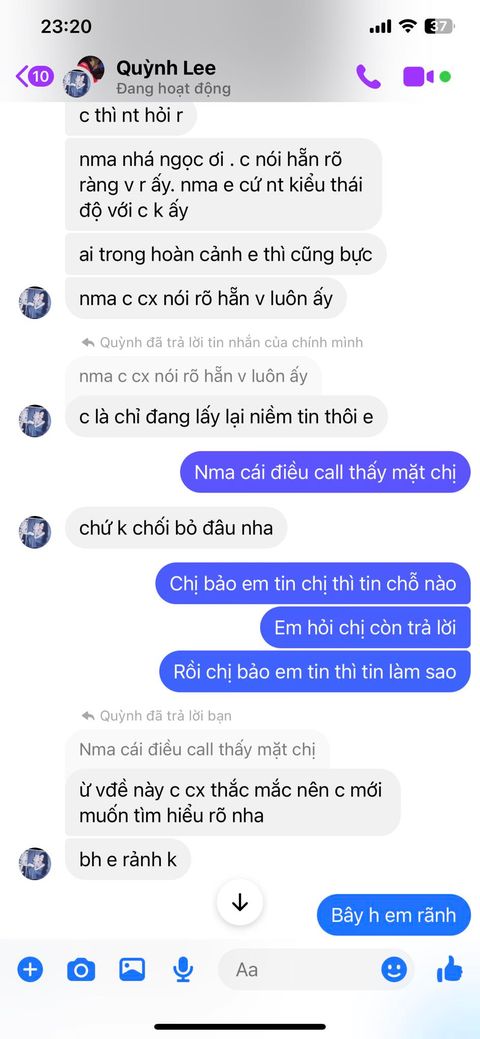 23:20
37
10
Quỳnh Lee
Đang hoạt động
c thì nt hỏi r
nma nhá ngọc ơi . c nói hẵn rõ
ràng v r ấy. nma e cứ nt kiểu thái
độ với c k ấy
ai trong hoàn cảnh e thì cũng bực
nma c cx nói rõ hẵn v luôn ấy
Quỳnh đã trả lời tin nhắn của chính mình
nma c cx nói rõ hẵn v luôn ấy
c là chỉ đang lấy lại niềm tin thôi e
Nma cái điều call thấy mặt chị
chứ k chối bỏ đâu nha
Chị bảo em tin chị thì tin chỗ nào
Em hỏi chị còn trả lời
Rồi chị bảo em tin thì tin làm sao
Quỳnh đã trả lời bạn
Nma cái điều call thấy mặt chị
ừ vđề này c cx thắc mắc nên c mới
muốn tìm hiểu rõ nha
bh e rảnh k
Bây h em rãnh
Aa